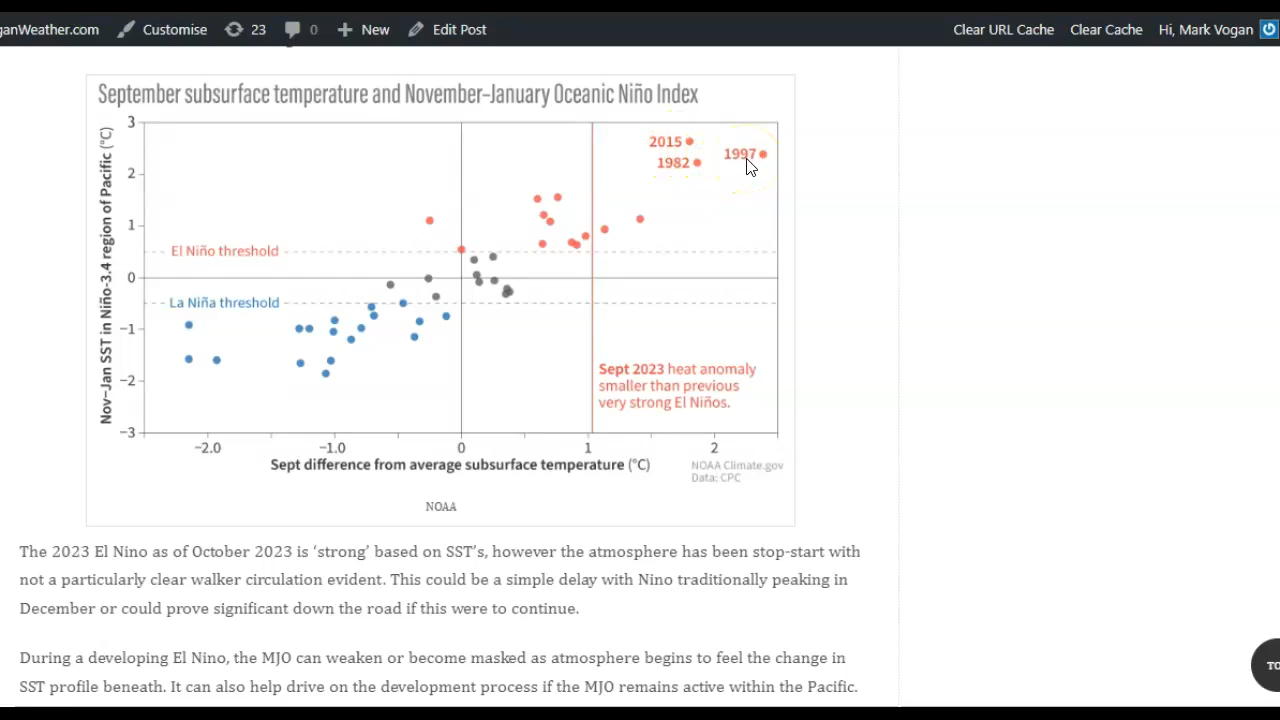 ganWeather.com Customise 23 0 New Edit Post Clear URL Cache Clear Cache Hi, Mark Vogan
September subsurface temperature and November–January Oceanic Niño Index
Nov–Jan SST in Niño-3.4 region of Pacific (°C)
3
2
1
0
−1
−2
−3
2015
1997
1982
El Niño threshold
La Niña threshold
Sept 2023 heat anomaly
smaller than previous
very strong El Niños.
−2.0 −1.0 0 1 2
Sept difference from average subsurface temperature (°C)
NOAA Climate.gov
Data: CPC
NOAA
The 2023 El Nino as of October 2023 is ‘strong’ based on SST’s, however the atmosphere has been stop-start with
not a particularly clear walker circulation evident. This could be a simple delay with Nino traditionally peaking in
December or could prove significant down the road if this were to continue.
During a developing El Nino, the MJO can weaken or become masked as atmosphere begins to feel the change in
SST profile beneath. It can also help drive on the development process if the MJO remains active within the Pacific.
TO